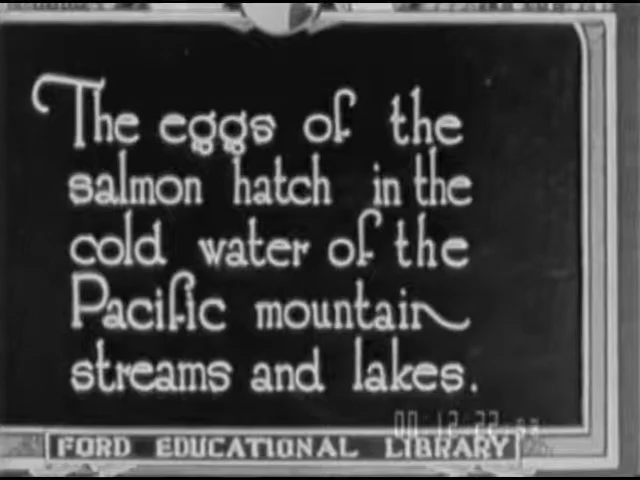 The eggs of the
salmon hatch in the
cold water of the
Pacific mountain
streams and lakes.
FORD EDUCATIONAL LIBRARY